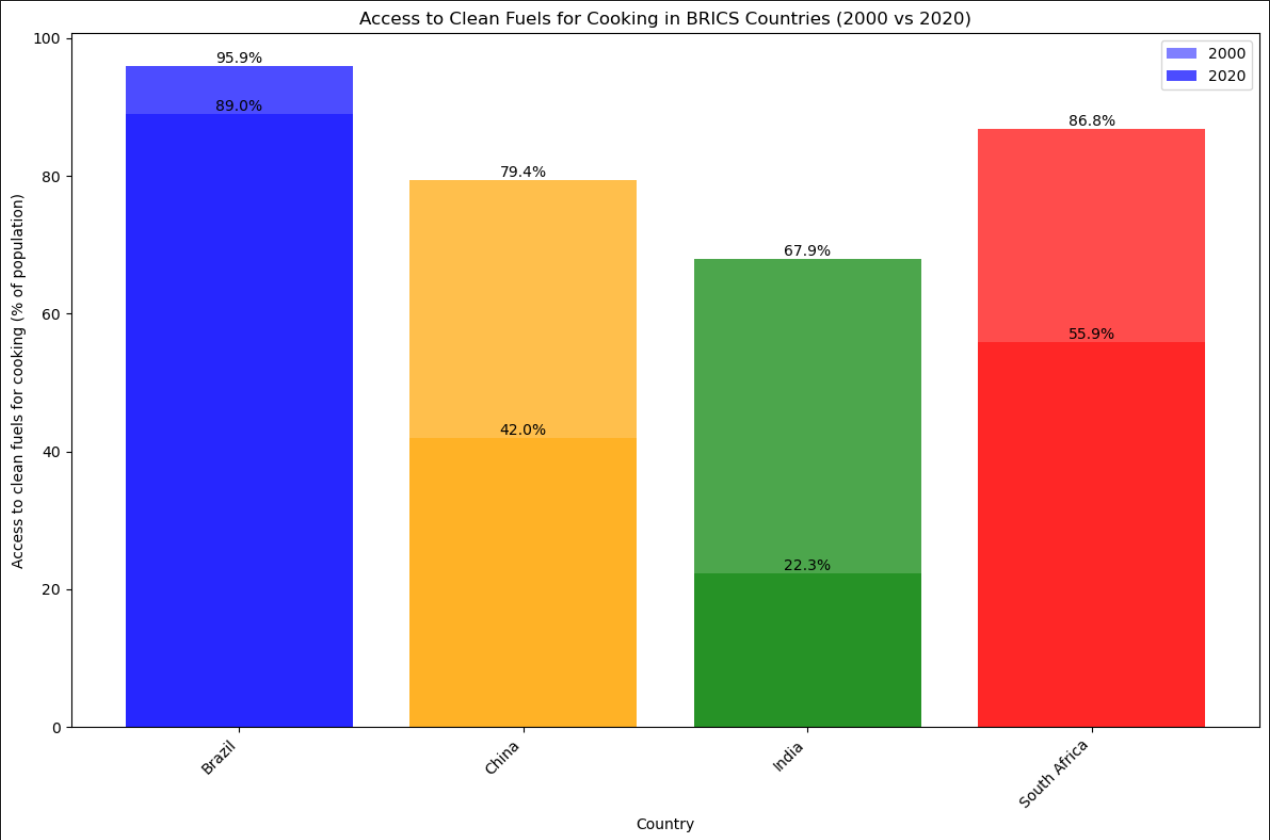 Access to Clean Fuels for Cooking in BRICS Countries (2000 vs 2020)
2000
2020
Access to clean fuels for cooking (% of population)
100
80
60
40
20
0
95.9%
89.0%
79.4%
42.0%
67.9%
22.3%
86.8%
55.9%
Brazil
China
India
South Africa
Country